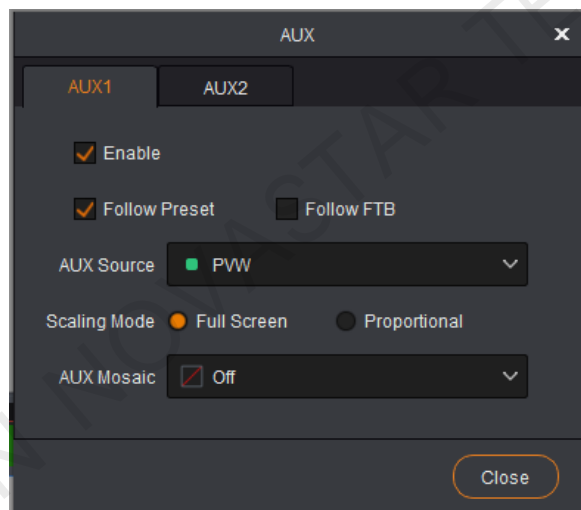 AUX
AUX1 AUX2
Enable
Follow Preset Follow FTB
AUX Source PVW
Scaling Mode Full Screen Proportional
AUX Mosaic Off
Close